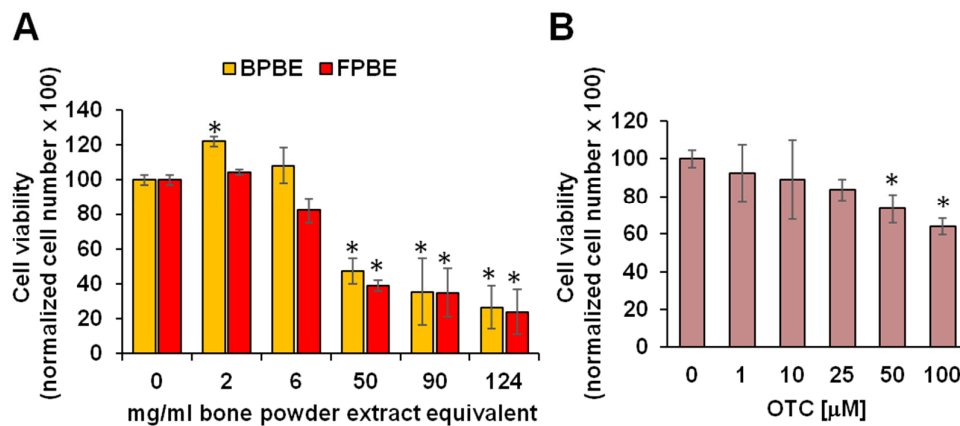 A
BPBE FPBE
Cell viability
(normalized cell number x 100)
140
120
100
80
60
40
20
0
*
* *
* *
* *
0 2 6 50 90 124
mg/ml bone powder extract equivalent
B
Cell viability
(normalized cell number x 100)
120
100
80
60
40
20
0
* *
0 1 10 25 50 100
OTC [µM]